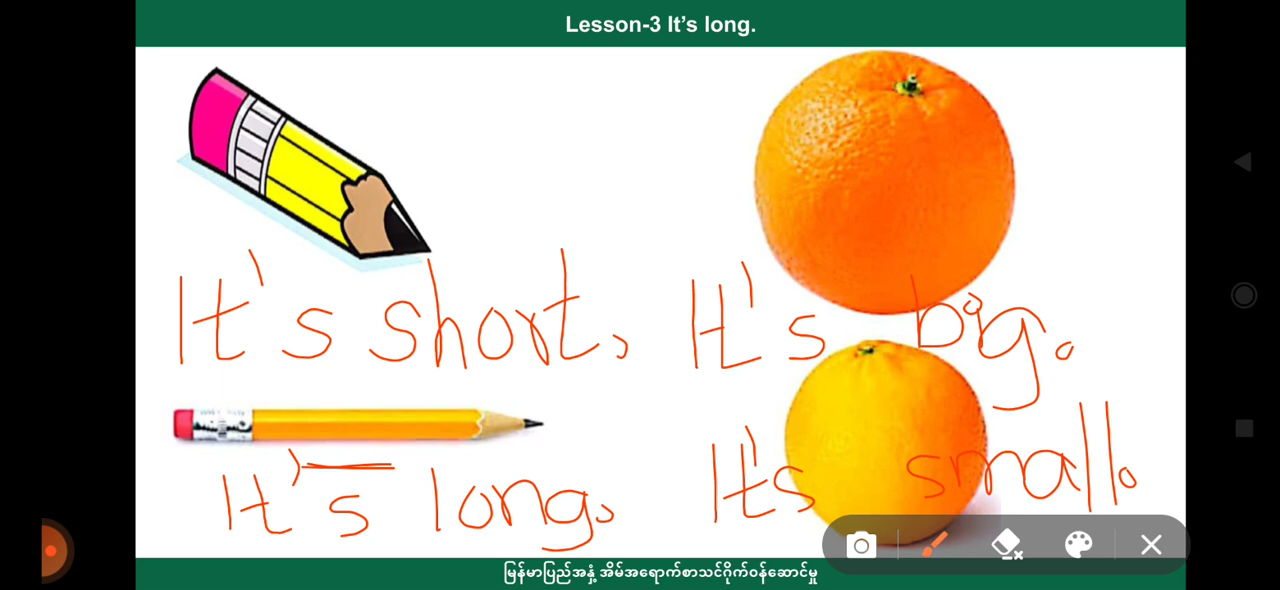 Lesson-3 It’s long.
It's short.
It's big.
It's long.
It's small.
မြန်မာပြည်အနှံ့ အိမ်အရောက်စာသင်ဂိုက်ဝန်ဆောင်မှု